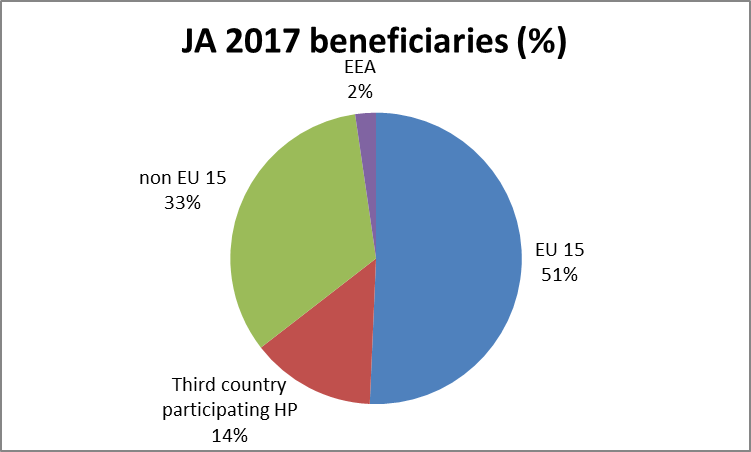 JA 2017 beneficiaries (%)
EEA
2%
non EU 15
33%
EU 15
51%
Third country
participating HP
14%